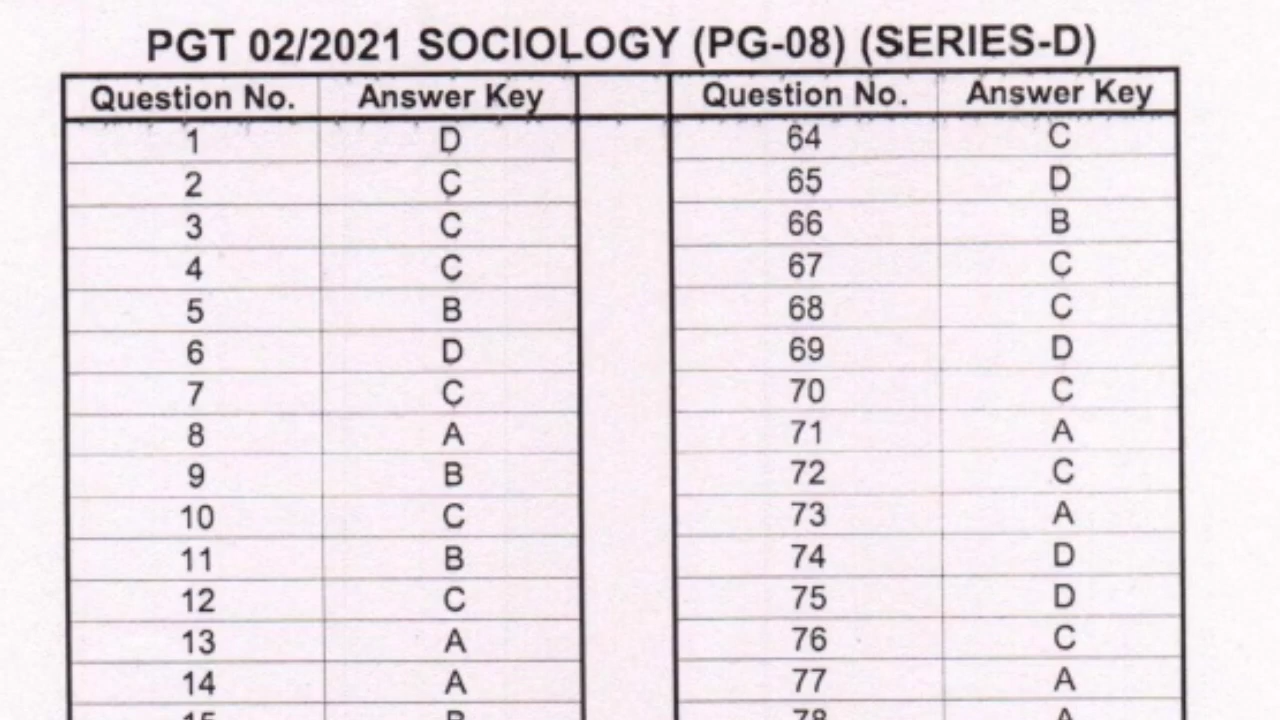 PGT 02/2021 SOCIOLOGY (PG-08) (SERIES-D)
Question No. Answer Key Question No. Answer Key
1 D 64 C
2 C 65 D
3 C 66 B
4 C 67 C
5 B 68 C
6 D 69 D
7 C 70 C
8 A 71 A
9 B 72 C
10 C 73 A
11 B 74 D
12 C 75 D
13 A 76 C
14 A 77 A
15 B 78 A